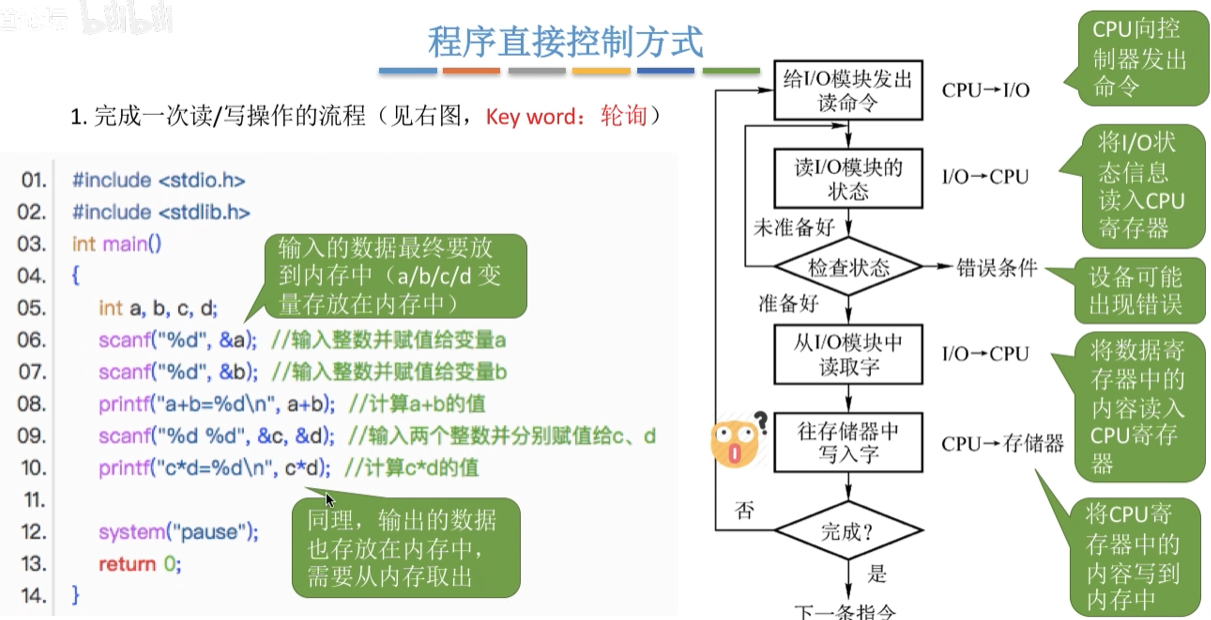 bilibili
程序直接控制方式
1. 完成一次读/写操作的流程（见右图，Key word：轮询）
01. #include <stdio.h>
02. #include <stdlib.h>
03. int main()
04. {
05. int a, b, c, d;
06. scanf("%d", &a); //输入整数并赋值给变量a
07. scanf("%d", &b); //输入整数并赋值给变量b
08. printf("a+b=%d\n", a+b); //计算a+b的值
09. scanf("%d %d", &c, &d); //输入两个整数并分别赋值给c、d
10. printf("c*d=%d\n", c*d); //计算c*d的值
11.
12. system("pause");
13. return 0;
14. }
输入的数据最终要放
到内存中（a/b/c/d 变
量存放在内存中）
同理，输出的数据
也存放在内存中，
需要从内存取出
给I/O模块发出
读命令
CPU→I/O
CPU向控
制器发出
命令
读I/O模块的
状态
I/O→CPU
将I/O状
态信息
读入CPU
寄存器
未准备好
检查状态
错误条件
设备可能
出现错误
准备好
从I/O模块中
读取字
I/O→CPU
将数据寄
存器中的
内容读入
CPU寄存
器
往存储器中
写入字
CPU→存储器
将CPU寄
存器中的
内容写到
内存中
否
完成？
是
下一条指令